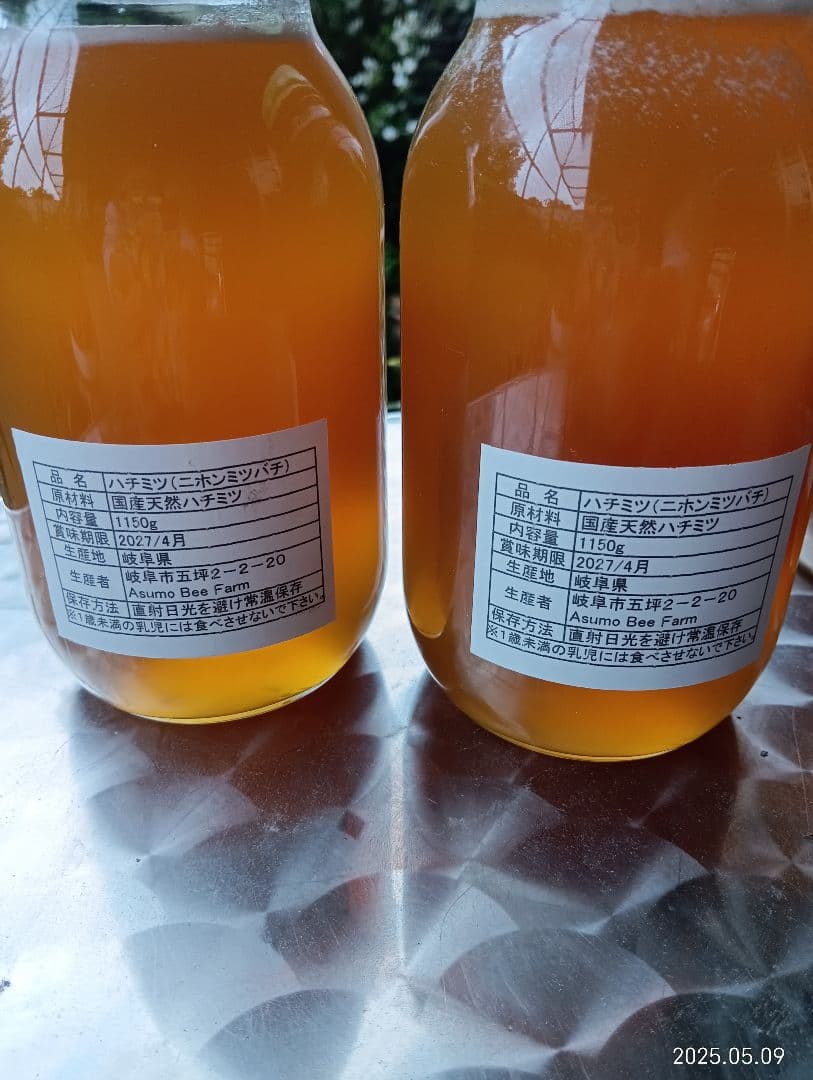 品 名 ハチミツ(ニホンミツバチ)
原材料 国産天然ハチミツ
内容量 1150g
賞味期限 2027/4月
生産地 岐阜県
生産者 岐阜市五坪2-2-20
Asumo Bee Farm
保存方法 直射日光を避け常温保存
※1歳未満の乳児には食べさせないで下さい。
品 名 ハチミツ(ニホンミツバチ)
原材料 国産天然ハチミツ
内容量 1150g
賞味期限 2027/4月
生産地 岐阜県
生産者 岐阜市五坪2-2-20
Asumo Bee Farm
保存方法 直射日光を避け常温保存
※1歳未満の乳児には食べさせないで下さい。
2025.05.09